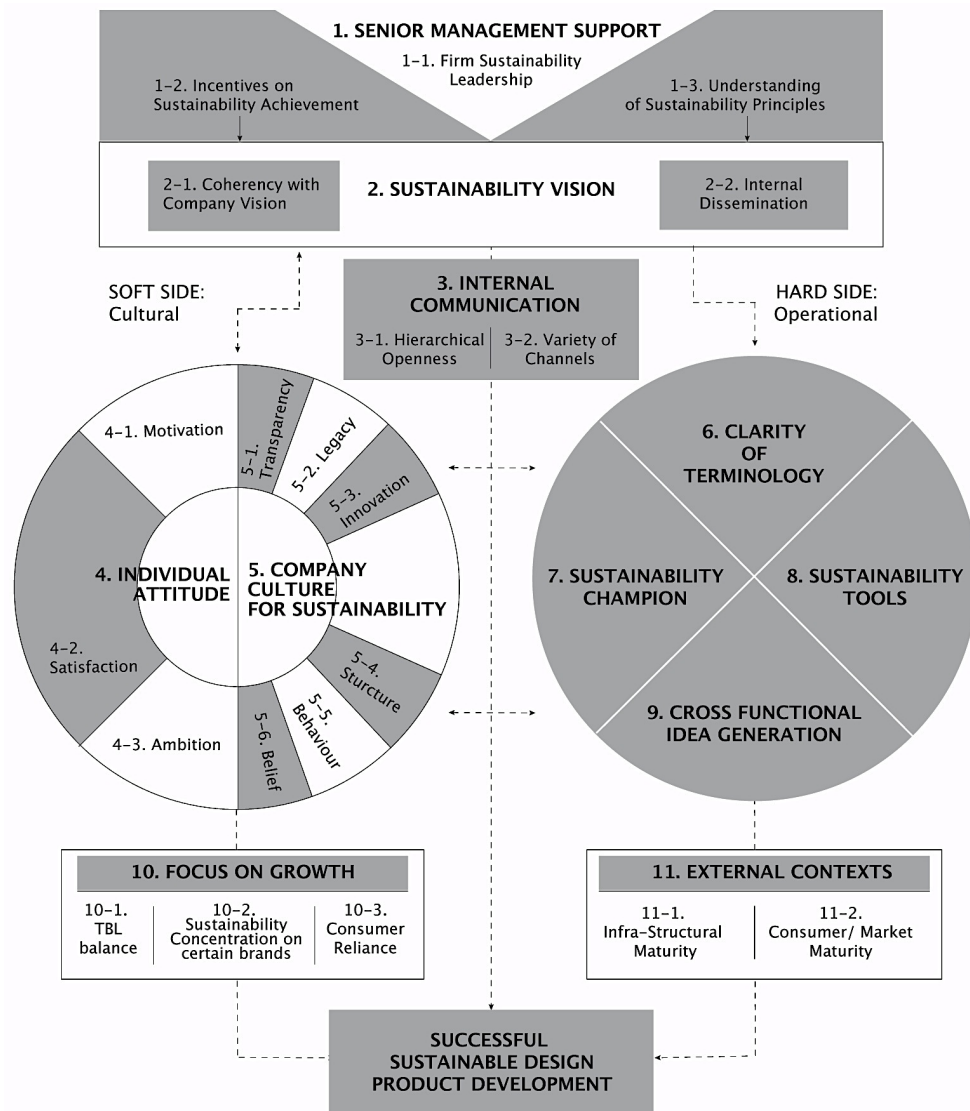 1. SENIOR MANAGEMENT SUPPORT
1-1. Firm Sustainability
Leadership
1-2. Incentives on
Sustainability Achievement
1-3. Understanding
of Sustainability Principles
2-1. Coherency with
Company Vision
2. SUSTAINABILITY VISION
2-2. Internal
Dissemination
SOFT SIDE:
Cultural
3. INTERNAL
COMMUNICATION
3-1. Hierarchical
Openness
3-2. Variety of
Channels
HARD SIDE:
Operational
4-1. Motivation
5-1.
Transparency
5-2. Legacy
5-3.
Innovation
4. INDIVIDUAL
ATTITUDE
5. COMPANY
CULTURE
FOR SUSTAINABILITY
4-2.
Satisfaction
5-4.
Sturcture
5-5.
Behaviour
5-6. Belief
4-3. Ambition
6. CLARITY
OF
TERMINOLOGY
7. SUSTAINABILITY
CHAMPION
8. SUSTAINABILITY
TOOLS
9. CROSS FUNCTIONAL
IDEA GENERATION
10. FOCUS ON GROWTH
10-1.
TBL
balance
10-2.
Sustainability
Concentration on
certain brands
10-3.
Consumer
Reliance
11. EXTERNAL CONTEXTS
11-1.
Infra-Structural
Maturity
11-2.
Consumer/ Market
Maturity
SUCCESSFUL
SUSTAINABLE DESIGN
PRODUCT DEVELOPMENT